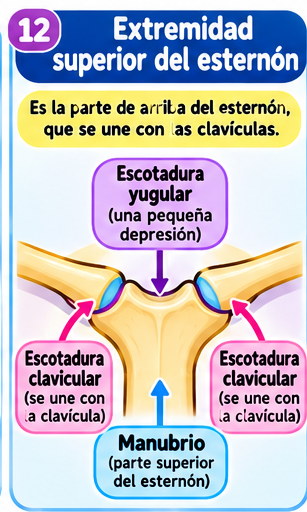 12
Extremidad
superior del esternón
Es la parte de arriba del esternón,
que se une con las clavículas.
Escotadura
yugular
(una pequeña
depresión)
Escotadura
clavicular
(se une con
la clavícula)
Escotadura
clavicular
(se une con
la clavícula)
Manubrio
(parte superior
del esternón)